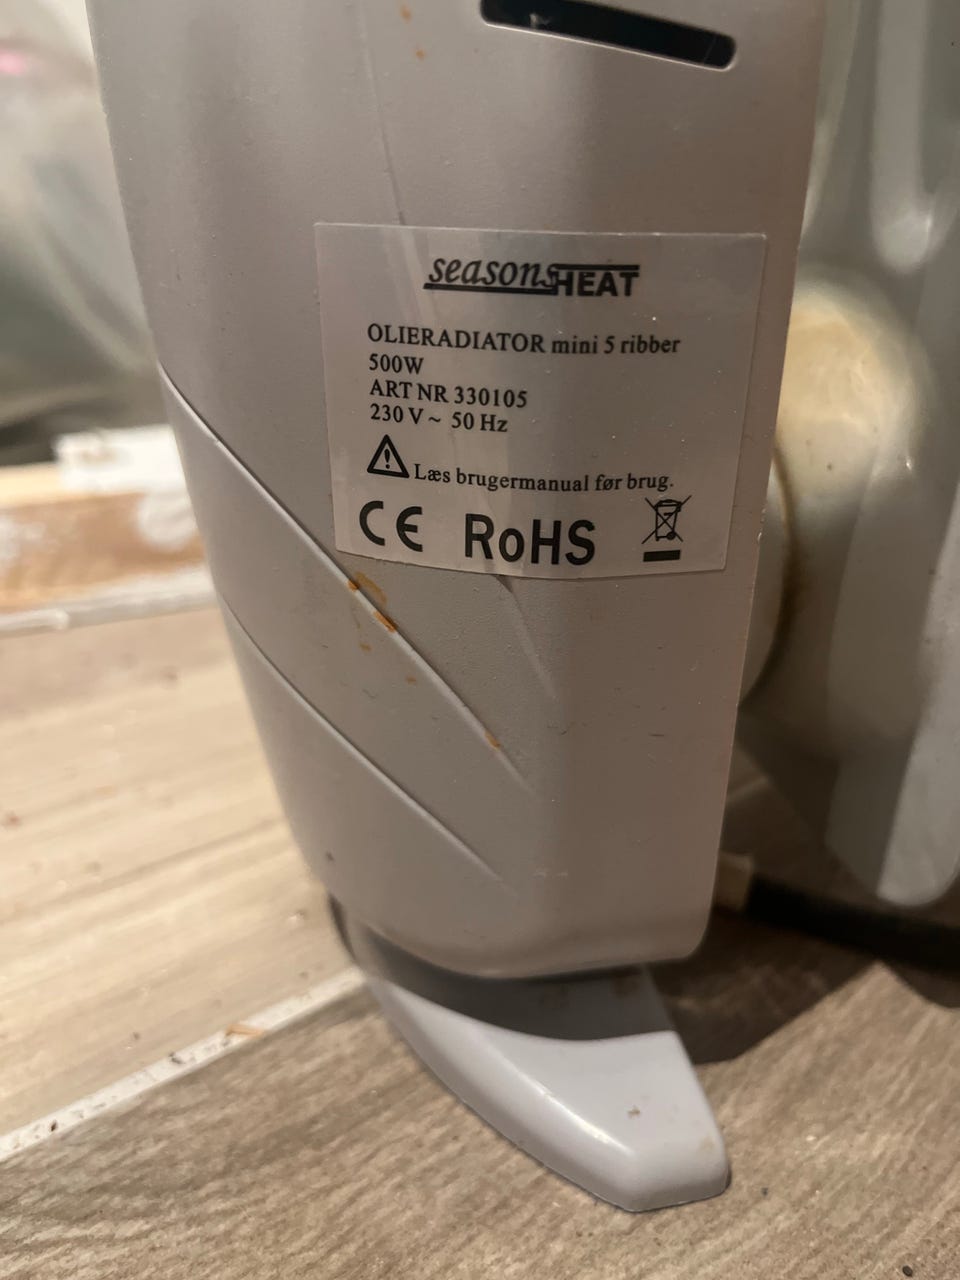 seasonsHEAT
OLIERADIATOR mini 5 ribber
500W
ART NR 330105
230 V ~ 50 Hz
Læs brugermanual før brug.
CE RoHS